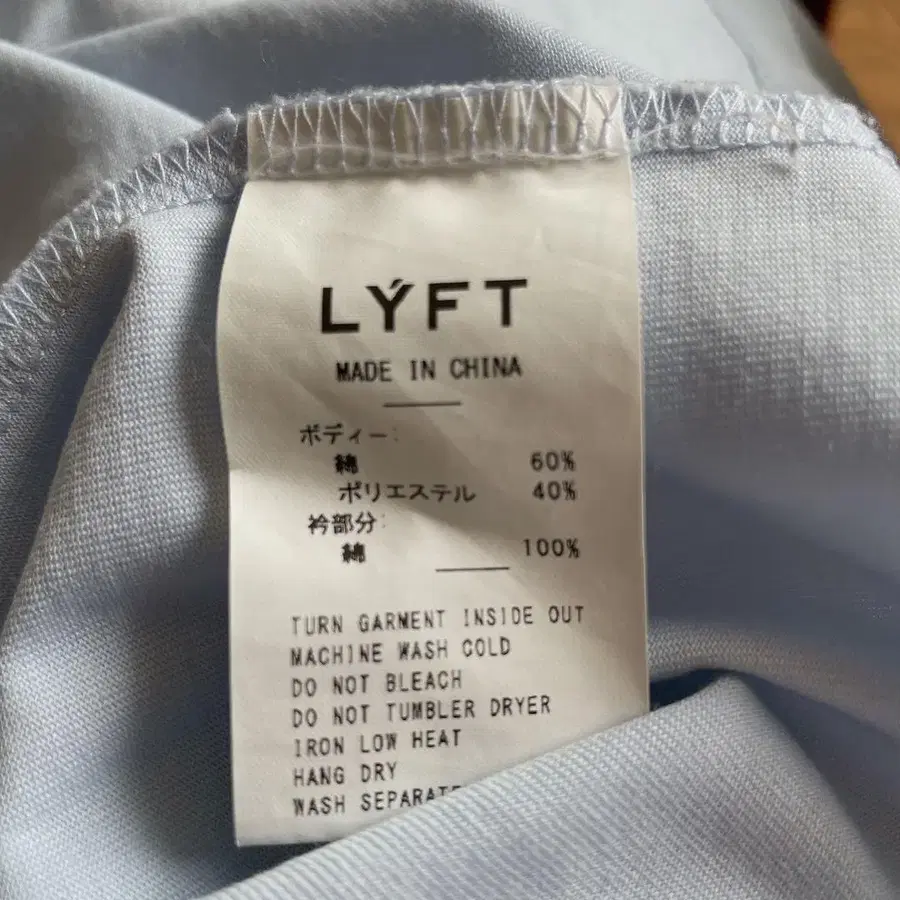 LÝFT
MADE IN CHINA
ボディー:
綿 60%
ポリエステル 40%
衿部分:
綿 100%
TURN GARMENT INSIDE OUT
MACHINE WASH COLD
DO NOT BLEACH
DO NOT TUMBLER DRYER
IRON LOW HEAT
HANG DRY
WASH